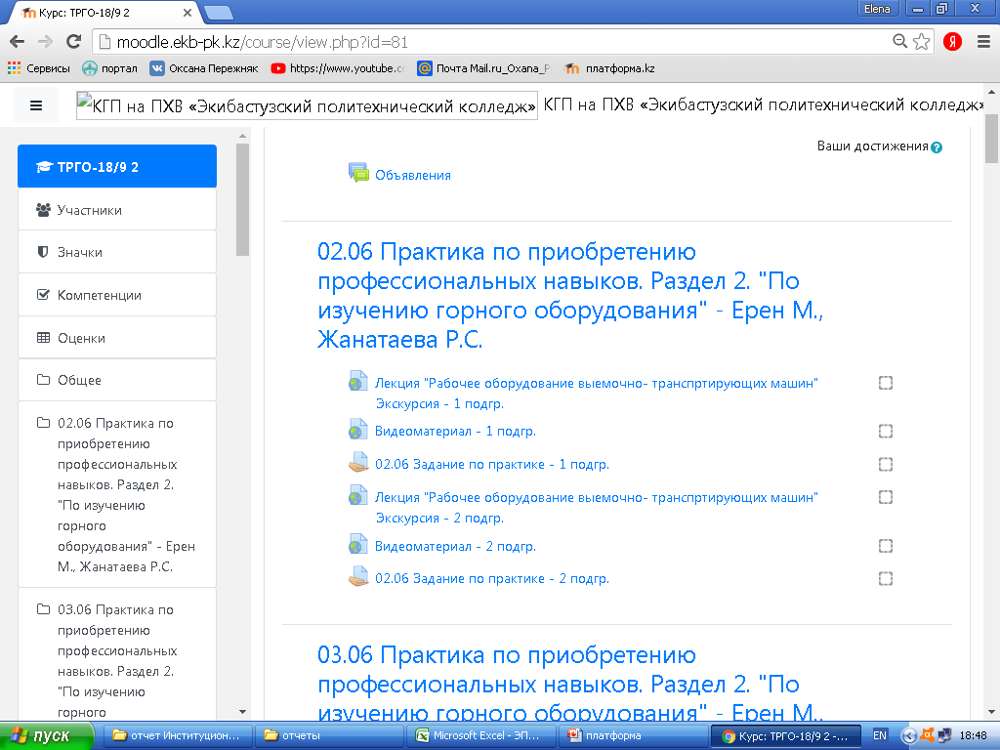 Курс: ТРГО-18/9 2
Elena
moodle.ekb-pk.kz/course/view.php?id=81
Сервисы
портал
Оксана Пережняк
https://www.youtube.c
Почта Mail.ru_Oxana_P
платформа.kz
КГП на ПХВ «Экибастузский политехнический колледж»
КГП на ПХВ «Экибастузский политехнический колледж»
ТРГО-18/9 2
Участники
Значки
Компетенции
Оценки
Общее
02.06 Практика по
приобретению
профессиональных
навыков. Раздел 2.
"По изучению
горного
оборудования" - Ерен
М., Жанатаева Р.С.
03.06 Практика по
приобретению
профессиональных
навыков. Раздел 2.
"По изучению
горного
Ваши достижения
Объявления
02.06 Практика по приобретению
профессиональных навыков. Раздел 2. "По
изучению горного оборудования" - Ерен М.,
Жанатаева Р.С.
Лекция "Рабочее оборудование выемочно- транспртирующих машин"
Экскурсия - 1 подгр.
Видеоматериал - 1 подгр.
02.06 Задание по практике - 1 подгр.
Лекция "Рабочее оборудование выемочно- транспртирующих машин"
Экскурсия - 2 подгр.
Видеоматериал - 2 подгр.
02.06 Задание по практике - 2 подгр.
03.06 Практика по приобретению
профессиональных навыков. Раздел 2. "По
изучению горного оборудования" - Ерен М.,
пуск
отчет Институцион...
отчеты
Microsoft Excel - ЭП...
платформа
Курс: ТРГО-18/9 2 -...
EN
18:48